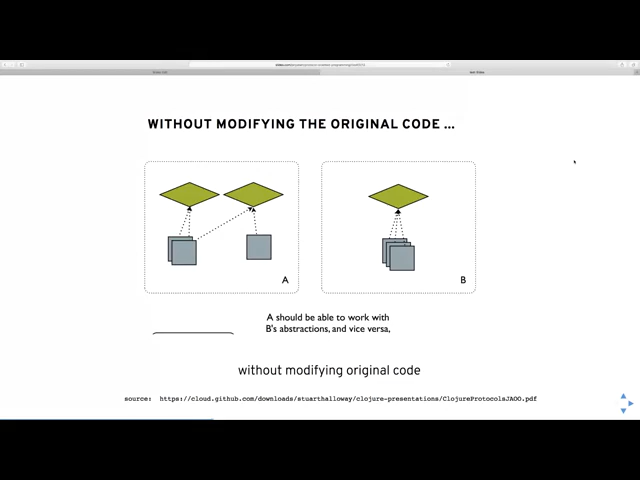 WITHOUT MODIFYING THE ORIGINAL CODE ...
A
B
A should be able to work with
B's abstractions, and vice versa,
without modifying original code
source: https://cloud.github.com/downloads/stuarthalloway/clojure-presentations/ClojureProtocolsJAOO.pdf